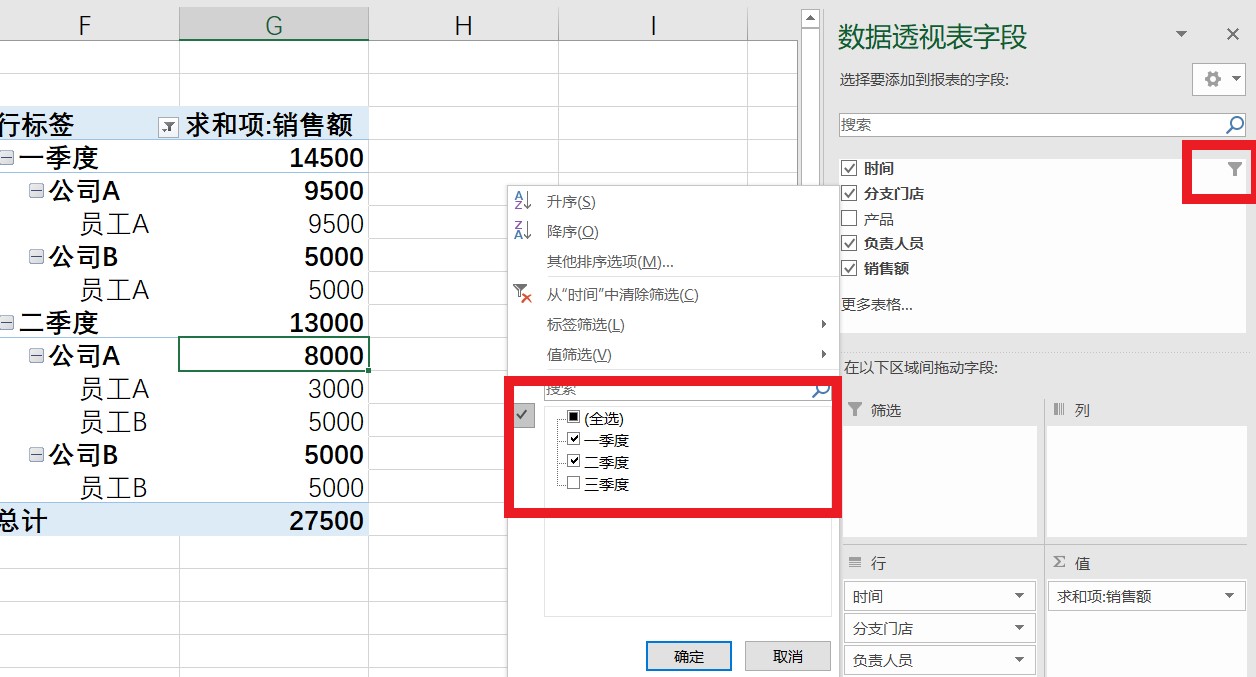 F G H I
行标签 求和项:销售额
一季度 14500
公司A 9500
员工A 9500
公司B 5000
员工A 5000
二季度 13000
公司A 8000
员工A 3000
员工B 5000
公司B 5000
员工B 5000
总计 27500
升序(S)
降序(O)
其他排序选项(M)...
从“时间”中清除筛选(C)
标签筛选(L)
值筛选(V)
搜索
(全选)
一季度
二季度
三季度
确定 取消
数据透视表字段
选择要添加到报表的字段:
搜索
时间
分支门店
产品
负责人员
销售额
更多表格...
在以下区域间拖动字段:
筛选 列
行 Σ 值
时间 求和项:销售额
分支门店
负责人员